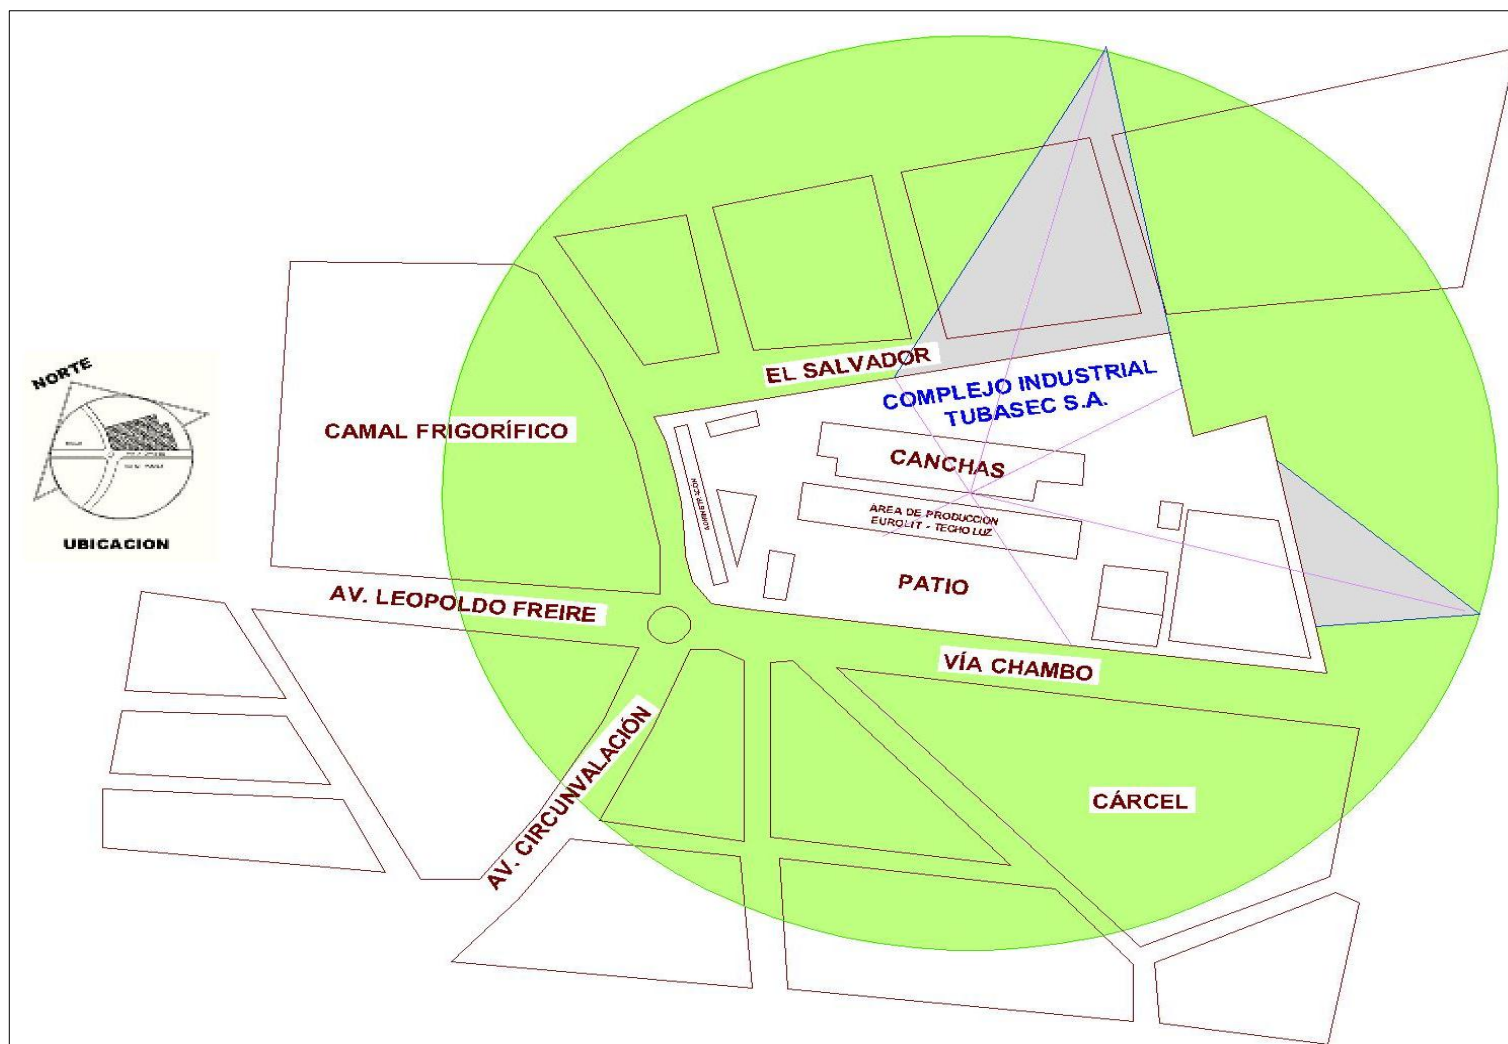 EL SALVADOR
COMPLEJO INDUSTRIAL
TUBASEC S.A.
NORTE
CAMAL FRIGORÍFICO
CANCHAS
ADMINISTRACION
AREA DE PRODUCCION
EUROLIT - TECHO LUZ
UBICACION
PATIO
AV. LEOPOLDO FREIRE
VÍA CHAMBO
AV. CIRCUNVALACIÓN
CÁRCEL